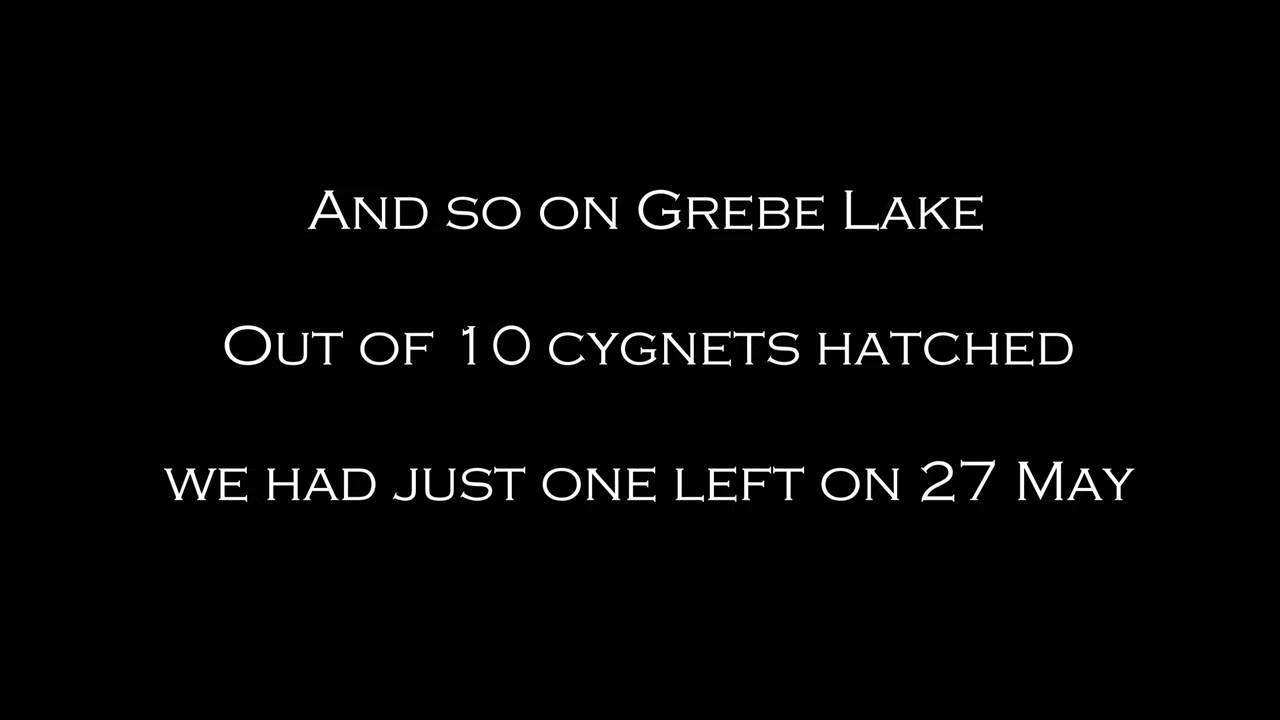 And so on Grebe Lake
Out of 10 cygnets hatched
we had just one left on 27 May